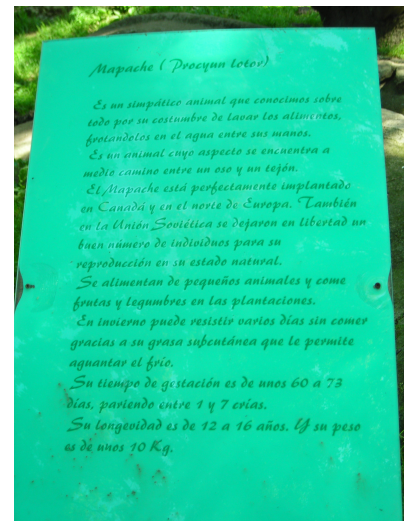 Mapache ( Procyun lotor)
Es un simpático animal que conocimos sobre
todo por su costumbre de lavar los alimentos,
frotandolos en el agua entre sus manos.
Es un animal cuyo aspecto se encuentra a
medio camino entre un oso y un tejón.
El Mapache está perfectamente implantado
en Canadá y en el norte de Europa. También
en la Unión Soviética se dejaron en libertad un
buen número de individuos para su
reproducción en su estado natural.
Se alimentan de pequeños animales y come
frutas y legumbres en las plantaciones.
En invierno puede resistir varios días sin comer
gracias a su grasa subcutánea que le permite
aguantar el frío.
Su tiempo de gestación es de unos 60 a 73
días, pariendo entre 1 y 7 crías.
Su longevidad es de 12 a 16 años. Y su peso
es de unos 10 Kg.